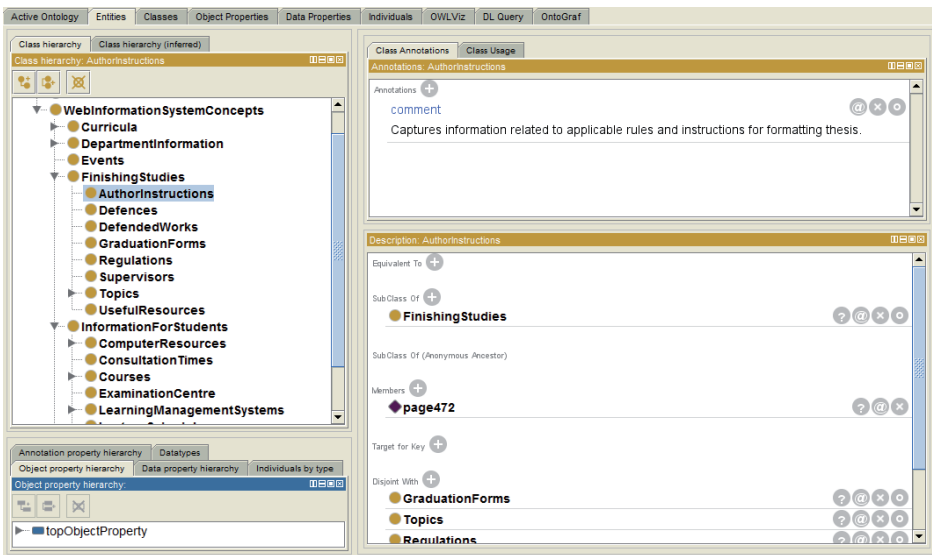 Active Ontology Entities Classes Object Properties Data Properties Individuals OWLViz DL Query OntoGraf
Class hierarchy Class hierarchy (inferred)
Class hierarchy: AuthorInstructions
WebInformationSystemConcepts
Curricula
DepartmentInformation
Events
FinishingStudies
AuthorInstructions
Defences
DefendedWorks
GraduationForms
Regulations
Supervisors
Topics
UsefulResources
InformationForStudents
ComputerResources
ConsultationTimes
Courses
ExaminationCentre
LearningManagementSystems
Annotation property hierarchy Datatypes
Object property hierarchy Data property hierarchy Individuals by type
Object property hierarchy:
topObjectProperty
Class Annotations Class Usage
Annotations: AuthorInstructions
Annotations
comment
Captures information related to applicable rules and instructions for formatting thesis.
Description: AuthorInstructions
Equivalent To
SubClass Of
FinishingStudies
SubClass Of (Anonymous Ancestor)
Members
page472
Target for Key
Disjoint With
GraduationForms
Topics
Regulations